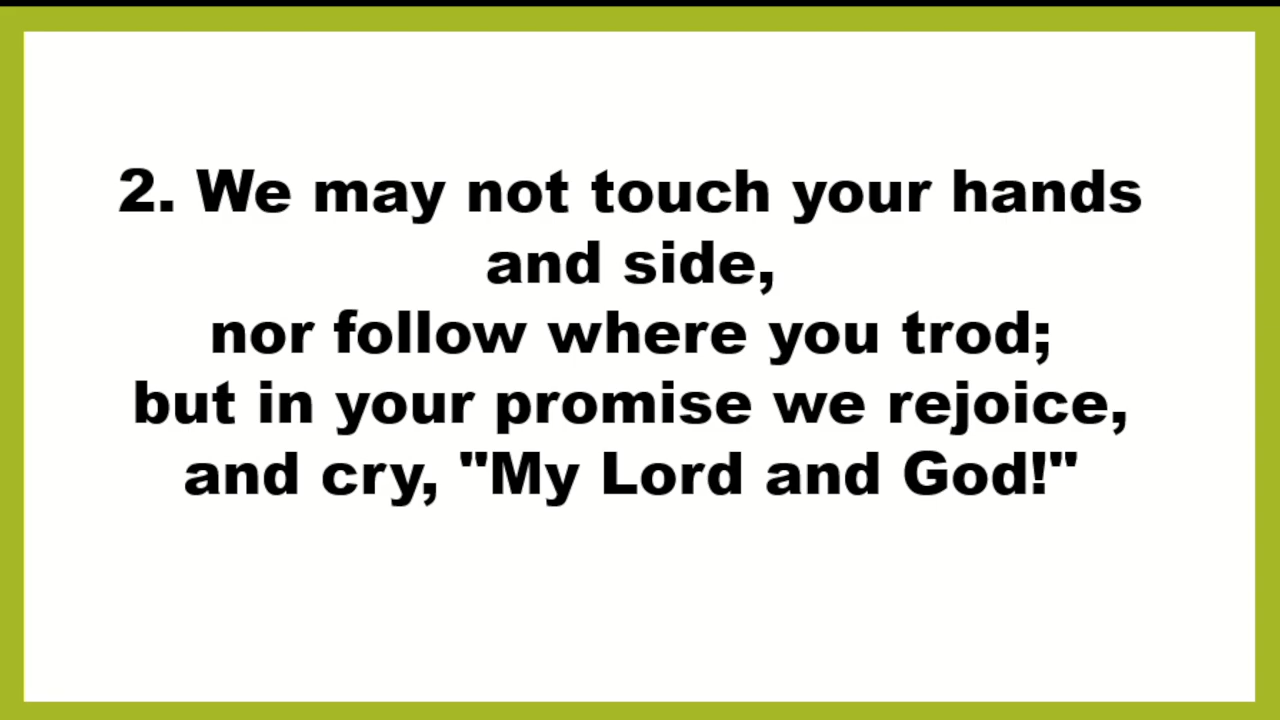 2. We may not touch your hands
and side,
nor follow where you trod;
but in your promise we rejoice,
and cry, "My Lord and God!"